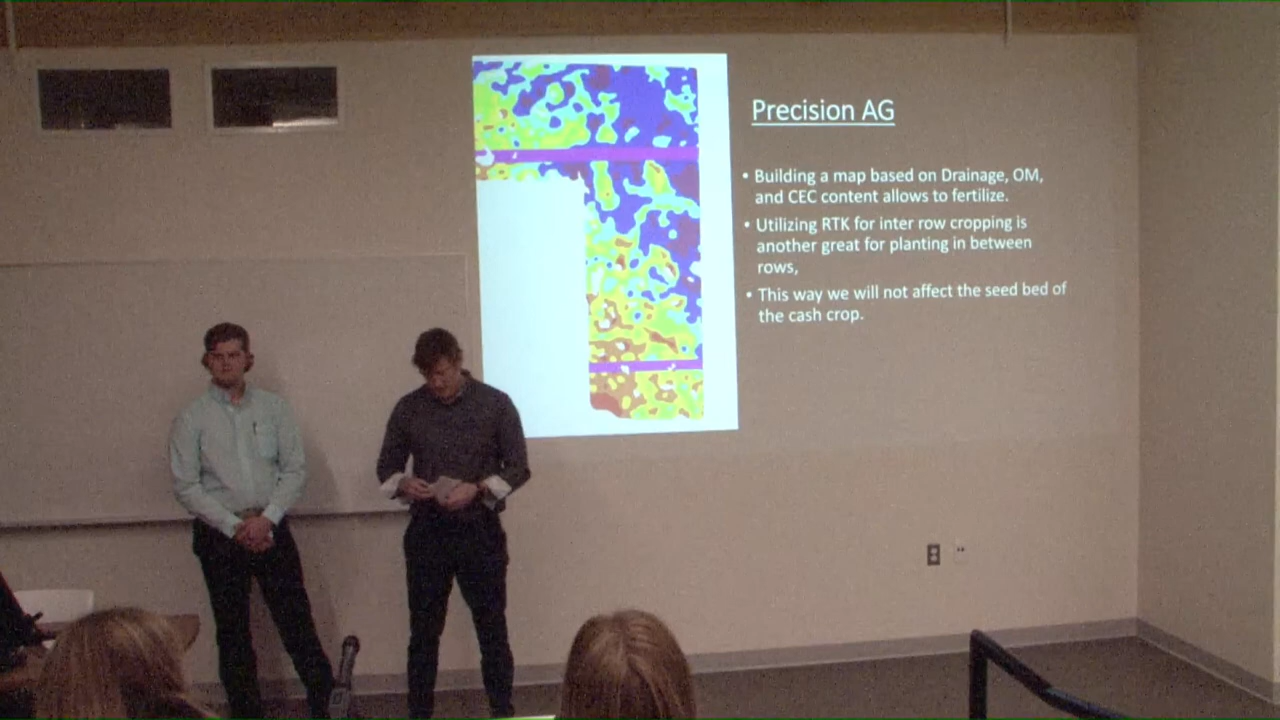 Precision AG
• Building a map based on Drainage, OM,
and CEC content allows to fertilize.
• Utilizing RTK for inter row cropping is
another great for planting in between
rows,
• This way we will not affect the seed bed of
the cash crop.